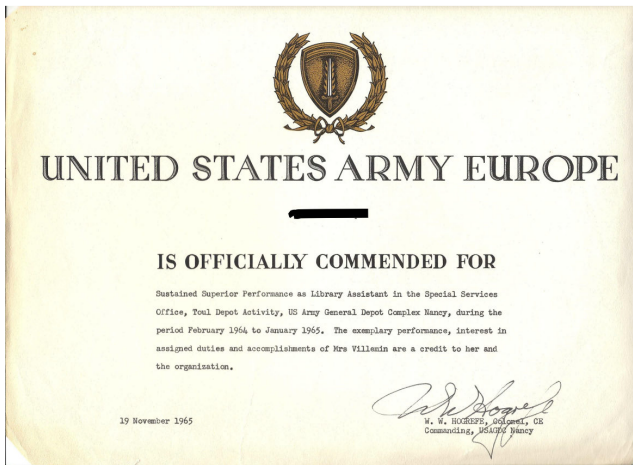 UNITED STATES ARMY EUROPE
IS OFFICIALLY COMMENDED FOR
Sustained Superior Performance as Library Assistant in the Special Services
Office, Toul Depot Activity, US Army General Depot Complex Nancy, during the
period February 1964 to January 1965. The exemplary performance, interest in
assigned duties and accomplishments of Mrs Villemin are a credit to her and
the organization.
W W Hogrefe
19 November 1965
W. W. HOGREFE, Colonel, CE
Commanding, USAGDC Nancy